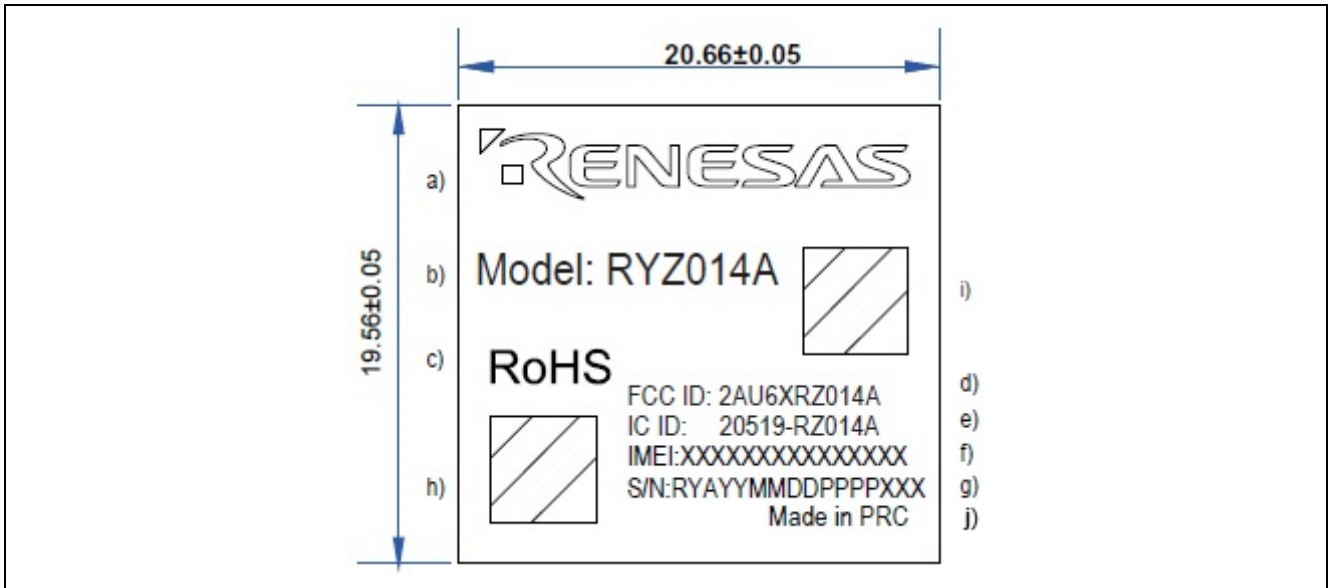 20.66±0.05
19.56±0.05
a)
RENESAS
b)
Model: RYZ014A
i)
c)
RoHS
FCC ID: 2AU6XRZ014A
d)
IC ID: 20519-RZ014A
e)
IMEI:XXXXXXXXXXXXXXX
f)
h)
S/N:RYAYYMMDDPPPPXXX
g)
Made in PRC
j)